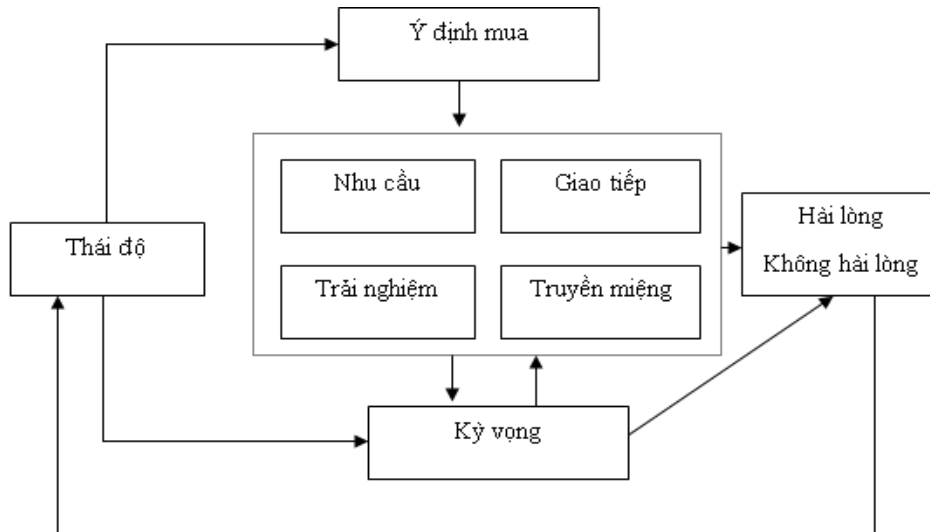 Ý định mua
Nhu cầu
Giao tiếp
Thái độ
Hài lòng
Không hài lòng
Trải nghiệm
Truyền miệng
Kỳ vọng